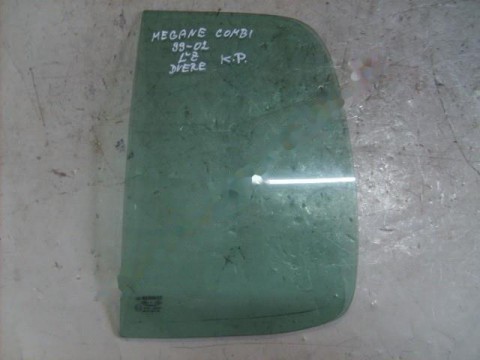 MEGANE COMBI
99-02
L'E K.P.
DVERE